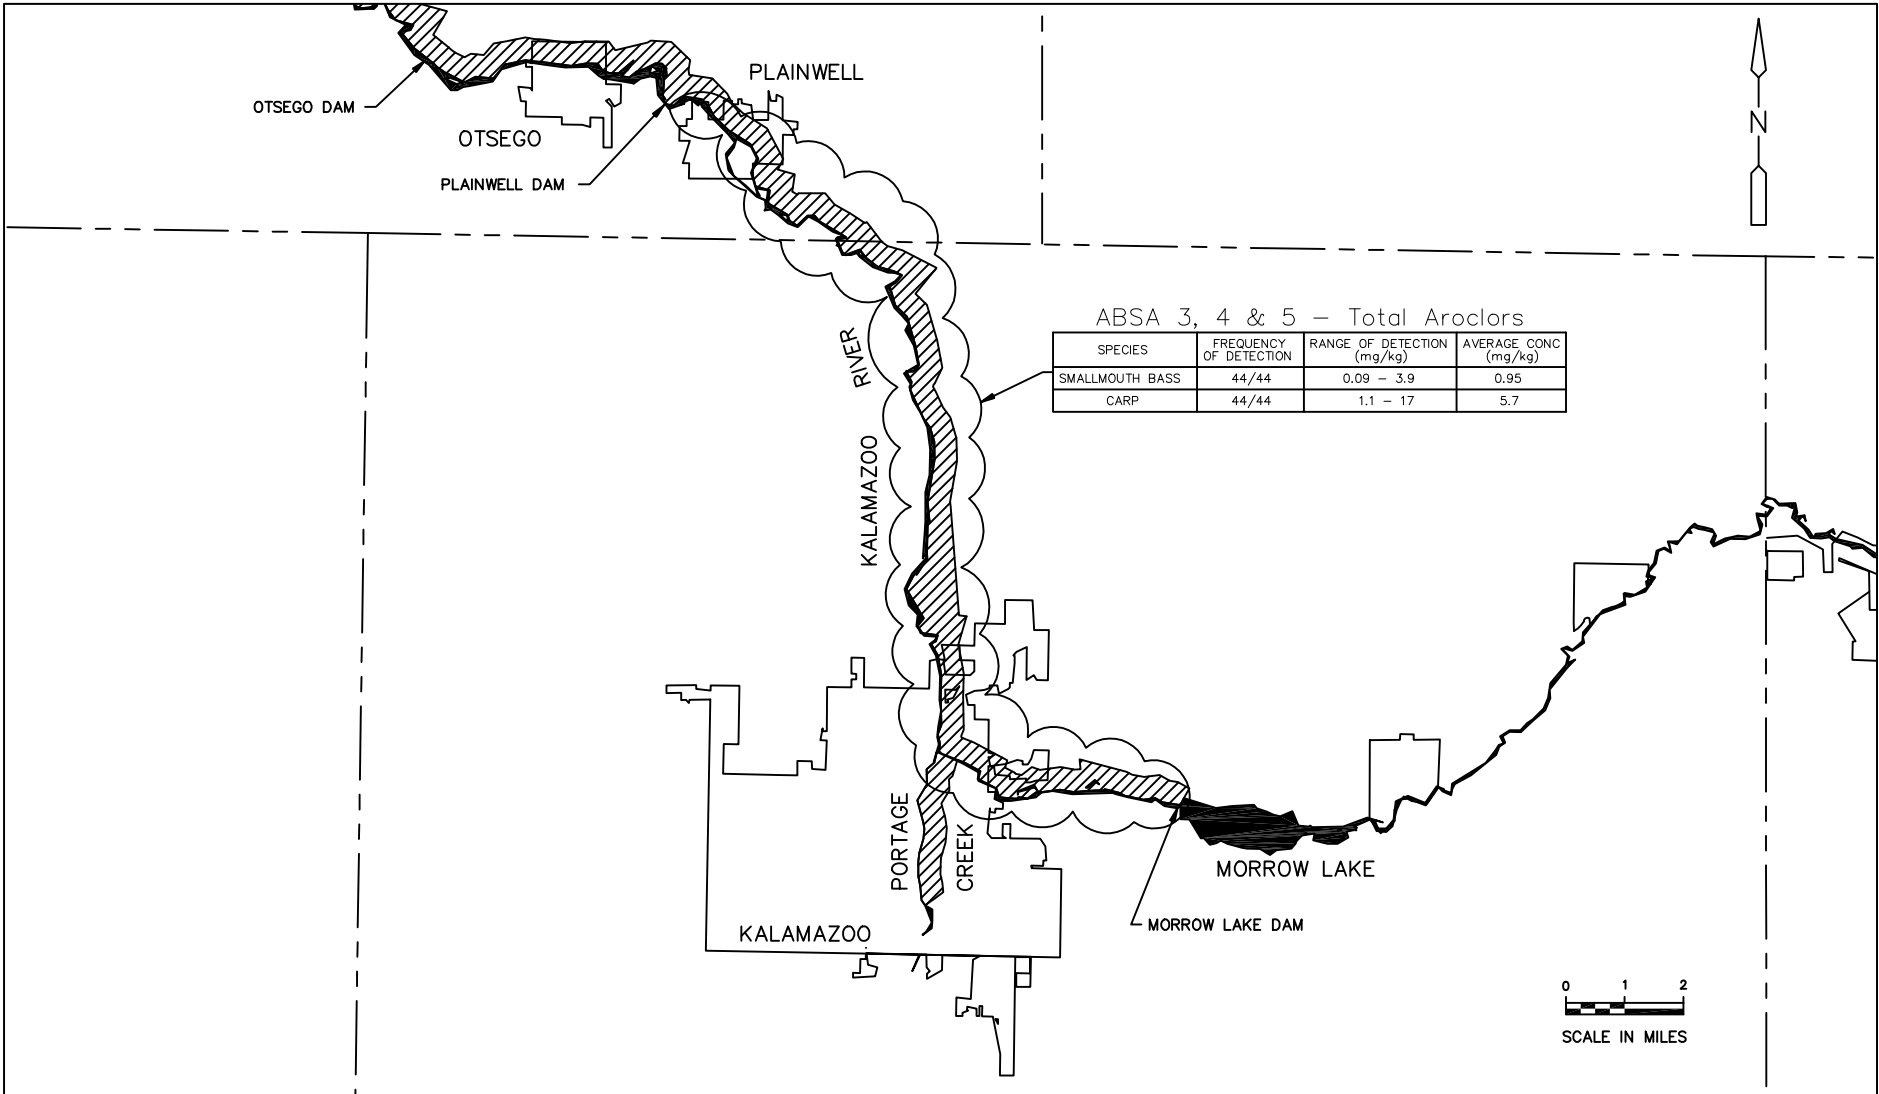 PLAINWELL
OTSEGO DAM
OTSEGO
PLAINWELL DAM
N
ABSA 3, 4 & 5 – Total Aroclors
SPECIES FREQUENCY OF DETECTION RANGE OF DETECTION (mg/kg) AVERAGE CONC (mg/kg)
SMALLMOUTH BASS 44/44 0.09 – 3.9 0.95
CARP 44/44 1.1 – 17 5.7
KALAMAZOO RIVER
PORTAGE CREEK
MORROW LAKE
MORROW LAKE DAM
KALAMAZOO
0 1 2
SCALE IN MILES